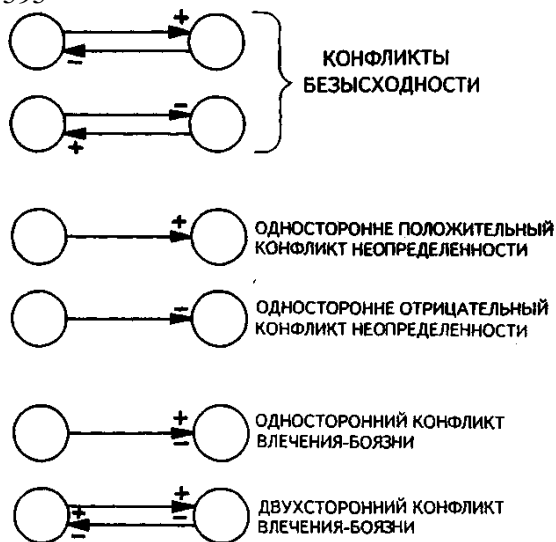 КОНФЛИКТЫ
БЕЗЫСХОДНОСТИ
+
−
−
+
+
ОДНОСТОРОННЕ ПОЛОЖИТЕЛЬНЫЙ
КОНФЛИКТ НЕОПРЕДЕЛЕННОСТИ
−
ОДНОСТОРОННЕ ОТРИЦАТЕЛЬНЫЙ
КОНФЛИКТ НЕОПРЕДЕЛЕННОСТИ
+
−
ОДНОСТОРОННИЙ КОНФЛИКТ
ВЛЕЧЕНИЯ-БОЯЗНИ
+
+
−
−
ДВУХСТОРОННИЙ КОНФЛИКТ
ВЛЕЧЕНИЯ-БОЯЗНИ